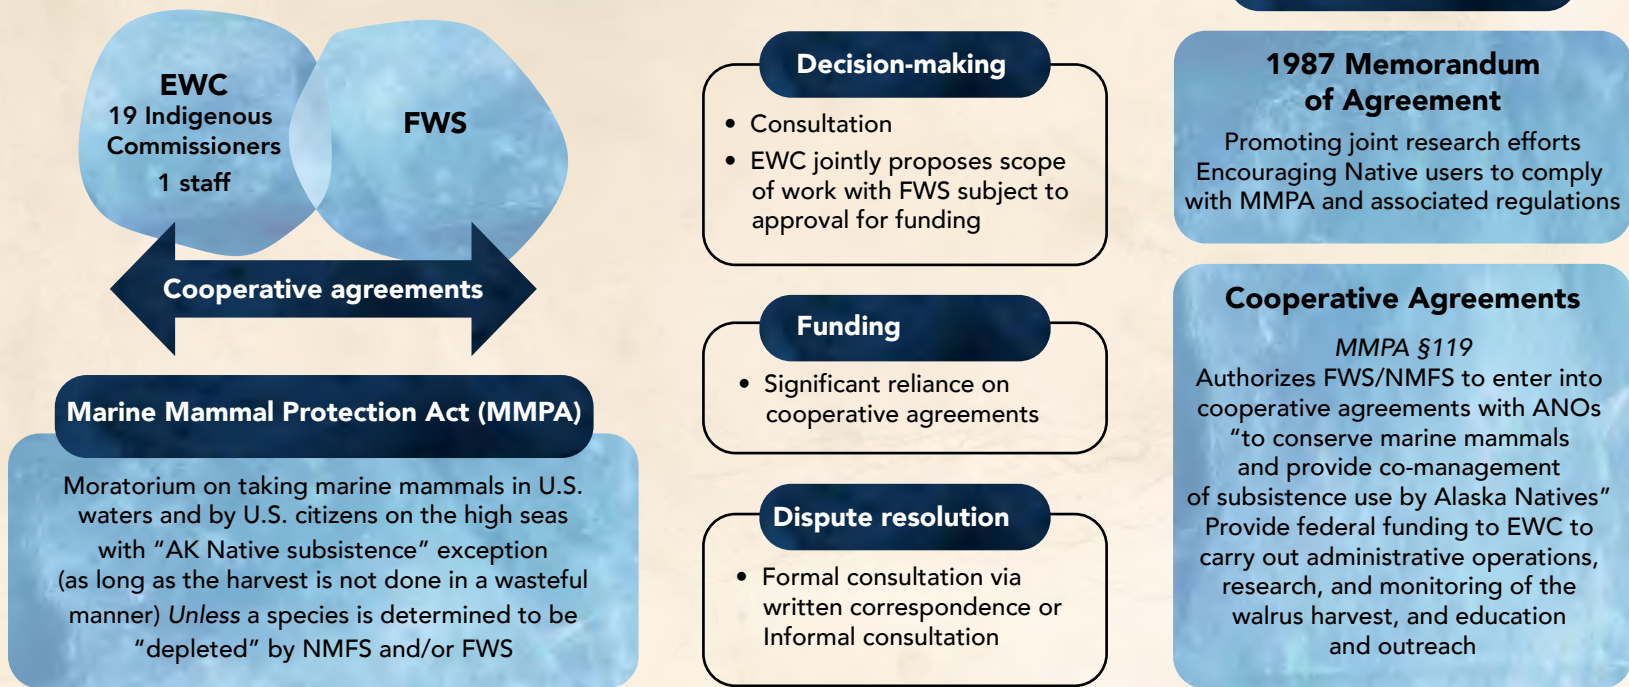 EWC
19 Indigenous
Commissioners
1 staff
FWS
Cooperative agreements
Marine Mammal Protection Act (MMPA)
Moratorium on taking marine mammals in U.S.
waters and by U.S. citizens on the high seas
with “AK Native subsistence” exception
(as long as the harvest is not done in a wasteful
manner) Unless a species is determined to be
“depleted” by NMFS and/or FWS
Decision-making
• Consultation
• EWC jointly proposes scope
of work with FWS subject to
approval for funding
Funding
• Significant reliance on
cooperative agreements
Dispute resolution
• Formal consultation via
written correspondence or
Informal consultation
1987 Memorandum
of Agreement
Promoting joint research efforts
Encouraging Native users to comply
with MMPA and associated regulations
Cooperative Agreements
MMPA §119
Authorizes FWS/NMFS to enter into
cooperative agreements with ANOs
“to conserve marine mammals
and provide co-management
of subsistence use by Alaska Natives”
Provide federal funding to EWC to
carry out administrative operations,
research, and monitoring of the
walrus harvest, and education
and outreach